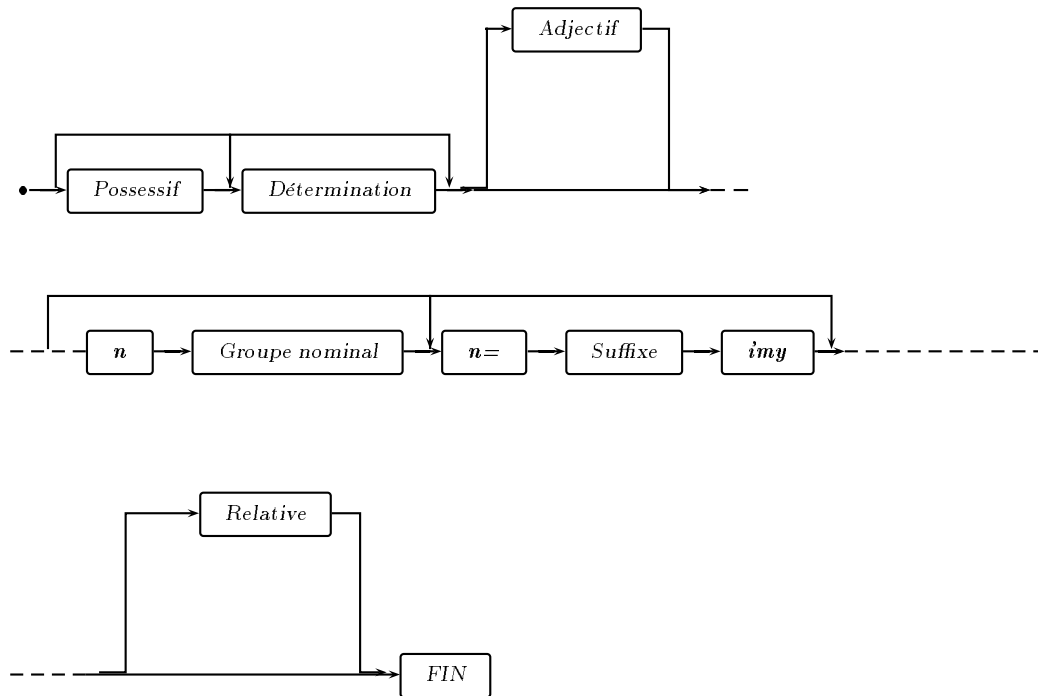 Adjectif
Possessif Détermination
n Groupe nominal n= Suffixe ’imy
Relative
FIN